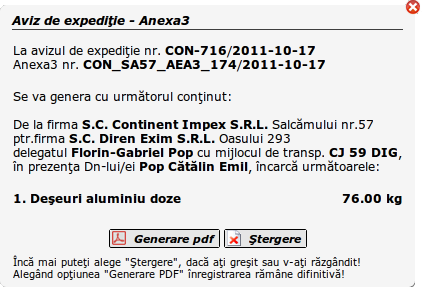 Aviz de expediţie - Anexa3
La avizul de expediţie nr. CON-716/2011-10-17
Anexa3 nr. CON_SA57_AEA3_174/2011-10-17
Se va genera cu următorul conţinut:
De la firma S.C. Continent Impex S.R.L. Salcămului nr.57
ptr.firma S.C. Diren Exim S.R.L. Oasului 293
delegatul Florin-Gabriel Pop cu mijlocul de transp. CJ 59 DIG,
în prezenţa Dn-lui/ei Pop Cătălin Emil, încarcă următoarele:
1. Deşeuri aluminiu doze 76.00 kg
Generare pdf Ştergere
Încă mai puteţi alege "Ştergere", dacă aţi greşit sau v-aţi răzgândit!
Alegând opţiunea "Generare PDF" înregistrarea rămâne difinitivă!